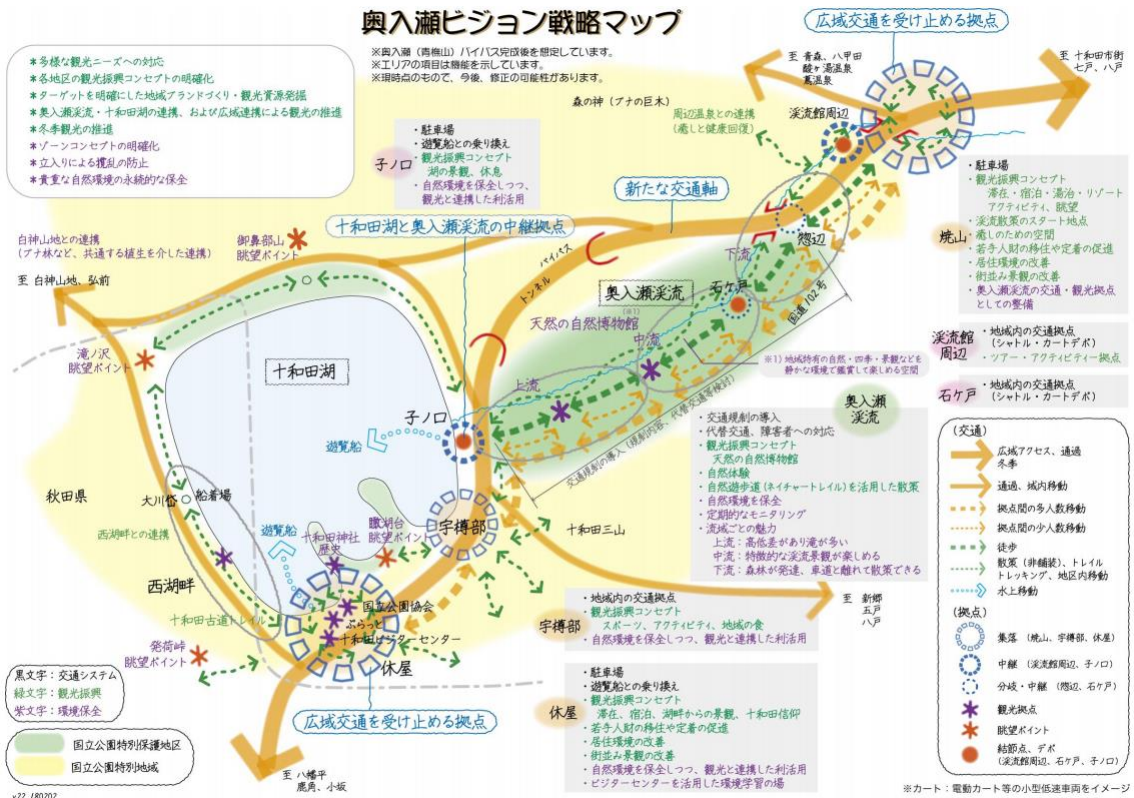 奥入瀬ビジョン戦略マップ
※奥入瀬（青橅山）バイパス完成後を想定しています。
※エリアの項目は機能を示しています。
※現時点のもので、今後、修正の可能性があります。
*多様な観光ニーズへの対応
*各地区の観光振興コンセプトの明確化
*ターゲットを明確にした地域ブランドづくり・観光資源発掘
*奥入瀬渓流・十和田湖の連携、および広域連携による観光の推進
*冬季観光の推進
*ゾーンコンセプトの明確化
*立入りによる攪乱の防止
*貴重な自然環境の永続的な保全
広域交通を受け止める拠点
至 青森、八甲田
酸ヶ湯温泉
蔦温泉
至 十和田市街
七戸、八戸
森の神（ブナの巨木）
周辺温泉との連携
（癒しと健康回復）
渓流館周辺
子ノ口
・駐車場
・遊覧船との乗り換え
・観光振興コンセプト
湖の景観、休息
・自然環境を保全しつつ、
観光と連携した利活用
新たな交通軸
十和田湖と奥入瀬渓流の中継拠点
焼山
・駐車場
・観光振興コンセプト
滞在・宿泊・湯治・リゾート
アクティビティ、眺望
・渓流散策のスタート地点
・癒しのための空間
・若手人財の移住や定着の促進
・居住環境の改善
・街並み景観の改善
・奥入瀬渓流の交通・観光拠点
としての整備
白神山地との連携
（ブナ林など、共通する植生を介した連携）
至 白神山地、弘前
御鼻部山
眺望ポイント
トンネル バイパス
惣辺
下流
石ケ戸
奥入瀬渓流
(※1)
天然の自然博物館
中流
上流
国道102号
※1）地域特有の自然・四季・景観などを
静かな環境で鑑賞して楽しめる空間
交通規制の導入（規制内容、代替交通等検討）
渓流館
周辺
・地域内の交通拠点
（シャトル・カートデポ）
・ツアー・アクティビティー拠点
石ケ戸
・地域内の交通拠点
（シャトル・カートデポ）
滝ノ沢
眺望ポイント
十和田湖
子ノ口
遊覧船
奥入瀬
渓流
・交通規制の導入
・代替交通、障害者への対応
・観光振興コンセプト
天然の自然博物館
・自然体験
・自然遊歩道（ネイチャートレイル）を活用した散策
・自然環境を保全
・定期的なモニタリング
・流域ごとの魅力
上流：高低差があり滝が多い
中流：特徴的な渓流景観が楽しめる
下流：森林が発達、車道と離れて散策できる
秋田県
大川岱
船着場
西湖畔との連携
遊覧船
十和田神社
歴史
瞰湖台
眺望ポイント
宇樽部
十和田三山
西湖畔
十和田古道トレイル
国立公園協会
ぷらっと
十和田ビジターセンター
休屋
発荷峠
眺望ポイント
至 新郷
五戸
八戸
宇樽部
・地域内の交通拠点
・観光振興コンセプト
スポーツ、アクティビティ、地域の食
・自然環境を保全しつつ、観光と連携した利活用
休屋
・駐車場
・遊覧船との乗り換え
・観光振興コンセプト
滞在、宿泊、湖畔からの景観、十和田信仰
・若手人財の移住や定着の促進
・居住環境の改善
・街並み景観の改善
・自然環境を保全しつつ、観光と連携した利活用
・ビジターセンターを活用した環境学習の場
広域交通を受け止める拠点
至 八幡平
鹿角、小坂
黒文字：交通システム
緑文字：観光振興
紫文字：環境保全
国立公園特別保護地区
国立公園特別地域
v22_180202
（交通）
広域アクセス、通過
冬季
通過、域内移動
拠点間の多人数移動
拠点間の少人数移動
徒歩
散策（非舗装）、トレイル
トレッキング、地区内移動
水上移動
（拠点）
集落（焼山、宇樽部、休屋）
中継（渓流館周辺、子ノ口）
分岐・中継（惣辺、石ケ戸）
観光拠点
眺望ポイント
結節点、デポ
（渓流館周辺、石ケ戸、子ノ口）
※カート：電動カート等の小型低速車両をイメージ